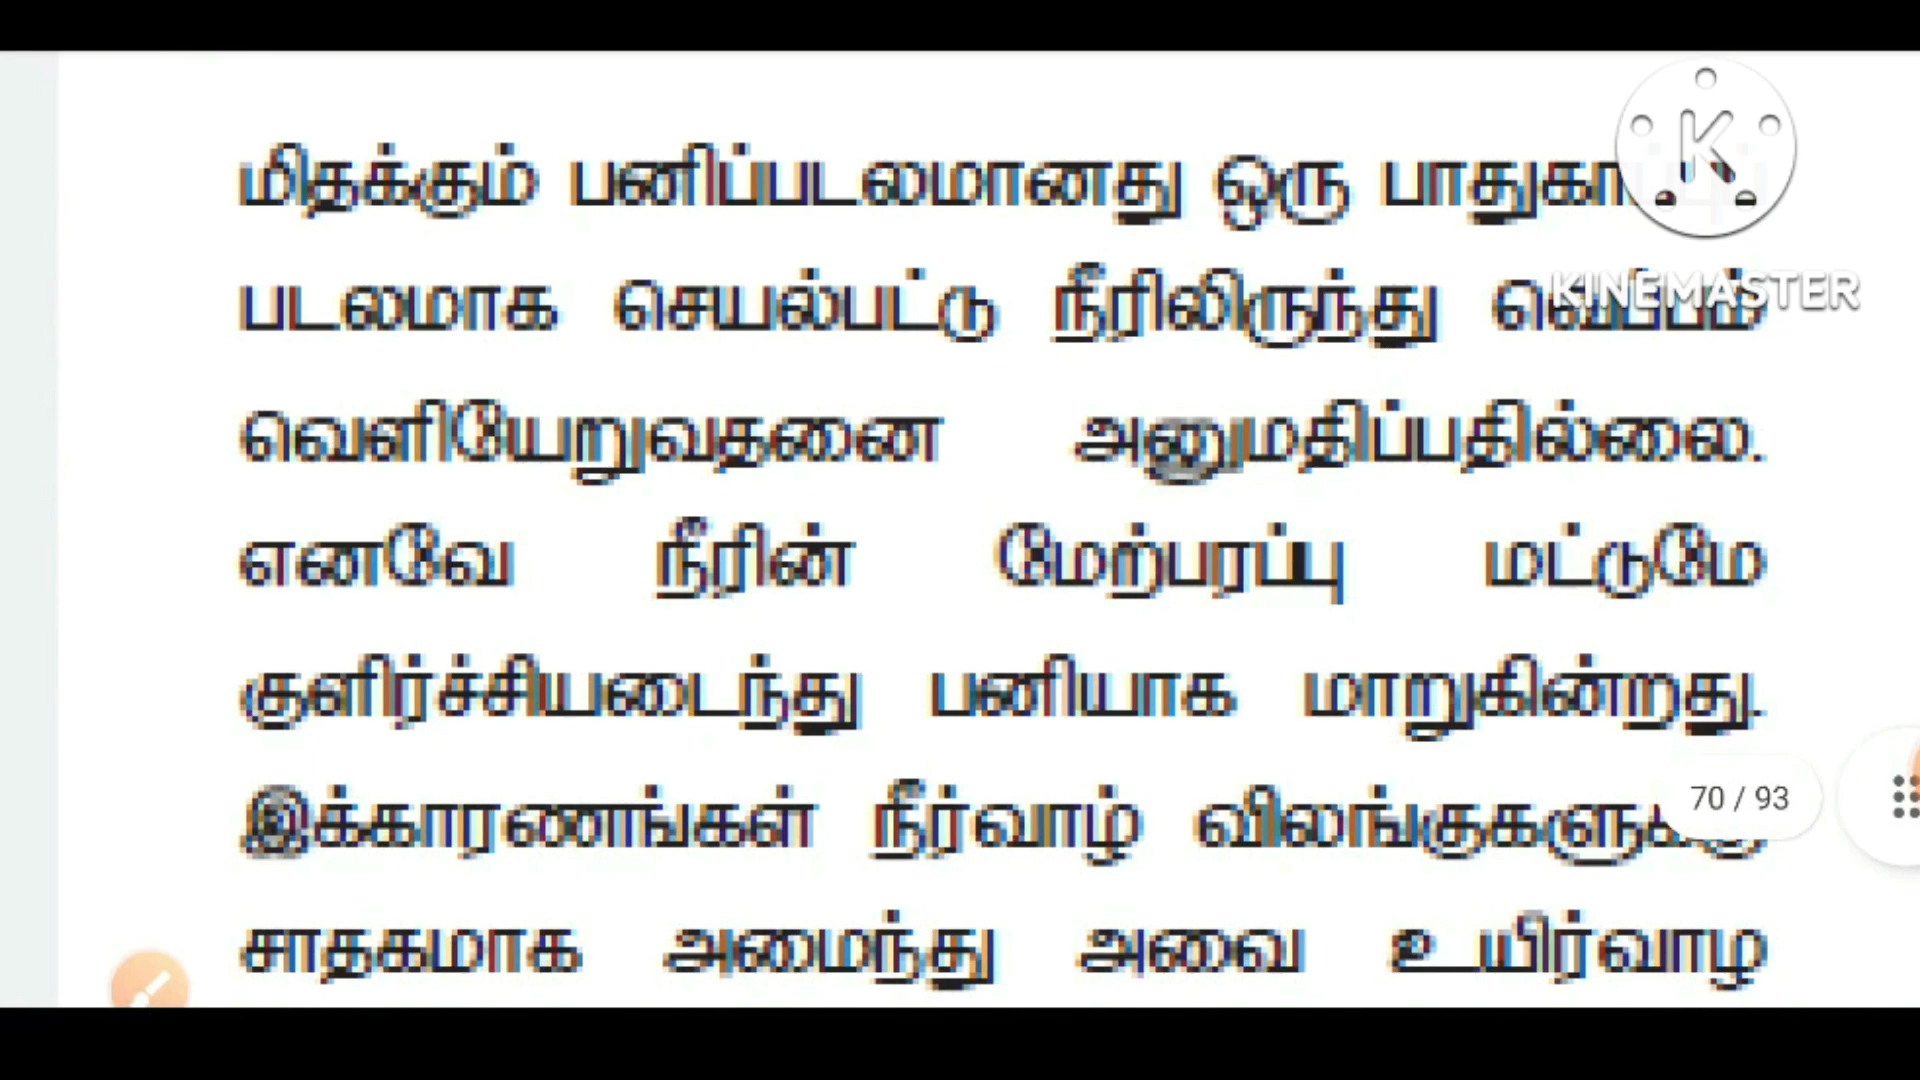 மிதக்கும் பனிப்படலமானது ஒரு
படலமாக செயல்பட்டு நீரிலிருந்து வெப்பம்
KINEMASTER
வெளியேறுவதனை அனுமதிப்பதில்லை.
எனவே நீரின் மேற்பரப்பு மட்டுமே
குளிர்ச்சியடைந்து பனியாக மாறுகின்றது.
70 / 93
இக்காரணங்கள் நீர்வாழ் விலங்குகளுக்கு
சாதகமாக அமைந்து அவை உயிர்வாழ